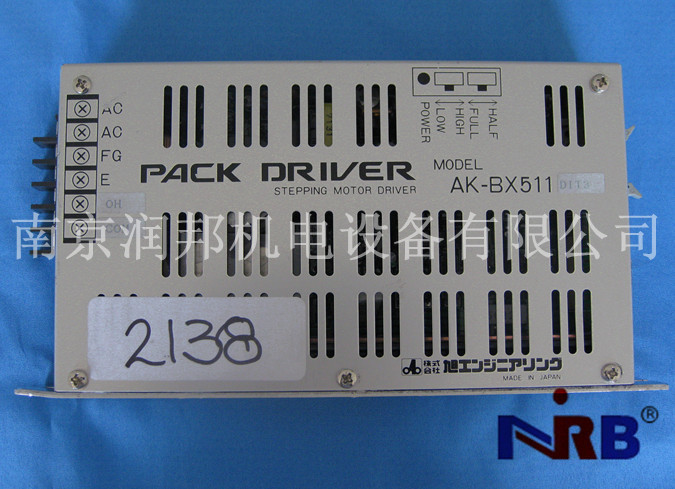 AC
AC
FG
E
OH
COM
POWER
LOW
HIGH
FULL
HALF
PACK DRIVER
STEPPING MOTOR DRIVER
MODEL
AK-BX511
南京润邦机电设备有限公司
2138
株式会社 旭エンジニアリング
MADE IN JAPAN
NRB®